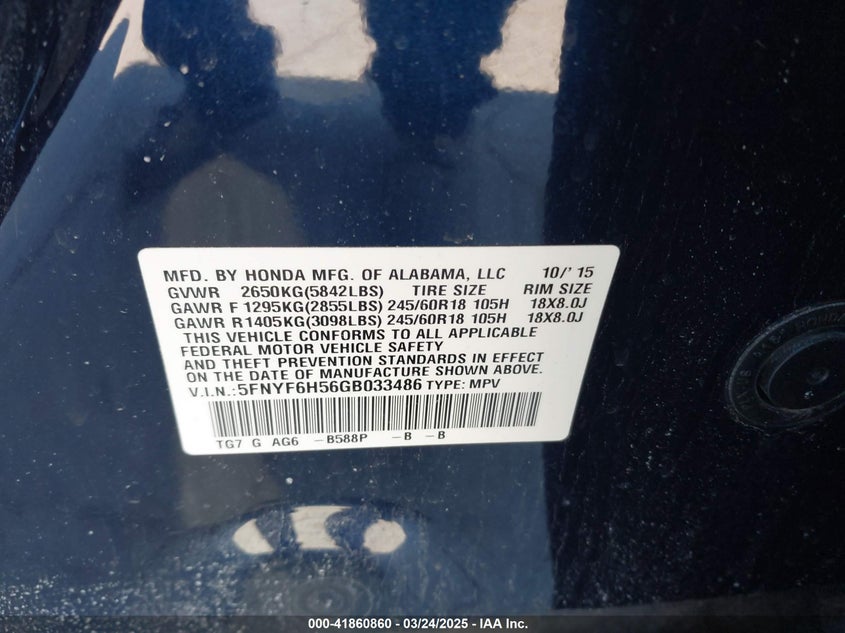 MFD. BY HONDA MFG. OF ALABAMA, LLC 10/'15
GVWR 2650KG(5842LBS) TIRE SIZE RIM SIZE
GAWR F 1295KG(2855LBS) 245/60R18 105H 18X8.0J
GAWR R 1405KG(3098LBS) 245/60R18 105H 18X8.0J
THIS VEHICLE CONFORMS TO ALL APPLICABLE
FEDERAL MOTOR VEHICLE SAFETY
AND THEFT PREVENTION STANDARDS IN EFFECT
ON THE DATE OF MANUFACTURE SHOWN ABOVE.
V.I.N.:5FNYF6H56GB033486 TYPE: MPV
TG7 G AG6 -B588P -B -B
000-41860860 - 03/24/2025 - IAA Inc.